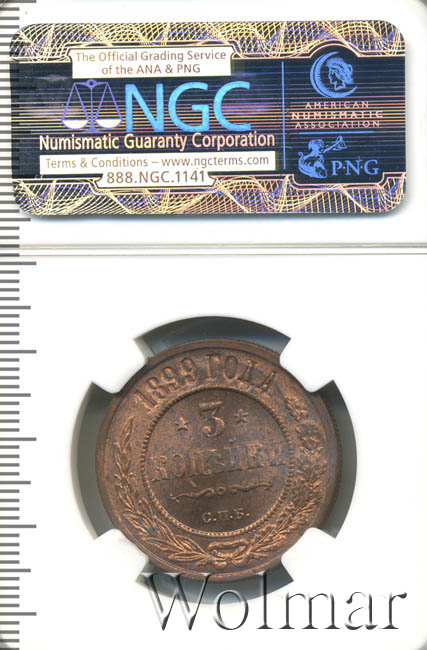 The Official Grading Service
of the ANA & PNG
NGC
Numismatic Guaranty Corporation
Terms & Conditions – www.ngcterms.com
888.NGC.1141
AMERICAN
NUMISMATIC
ASSOCIATION
PNG
1899 ГОДА
3
КОПѢЙКИ
С.П.Б.
Wolmar